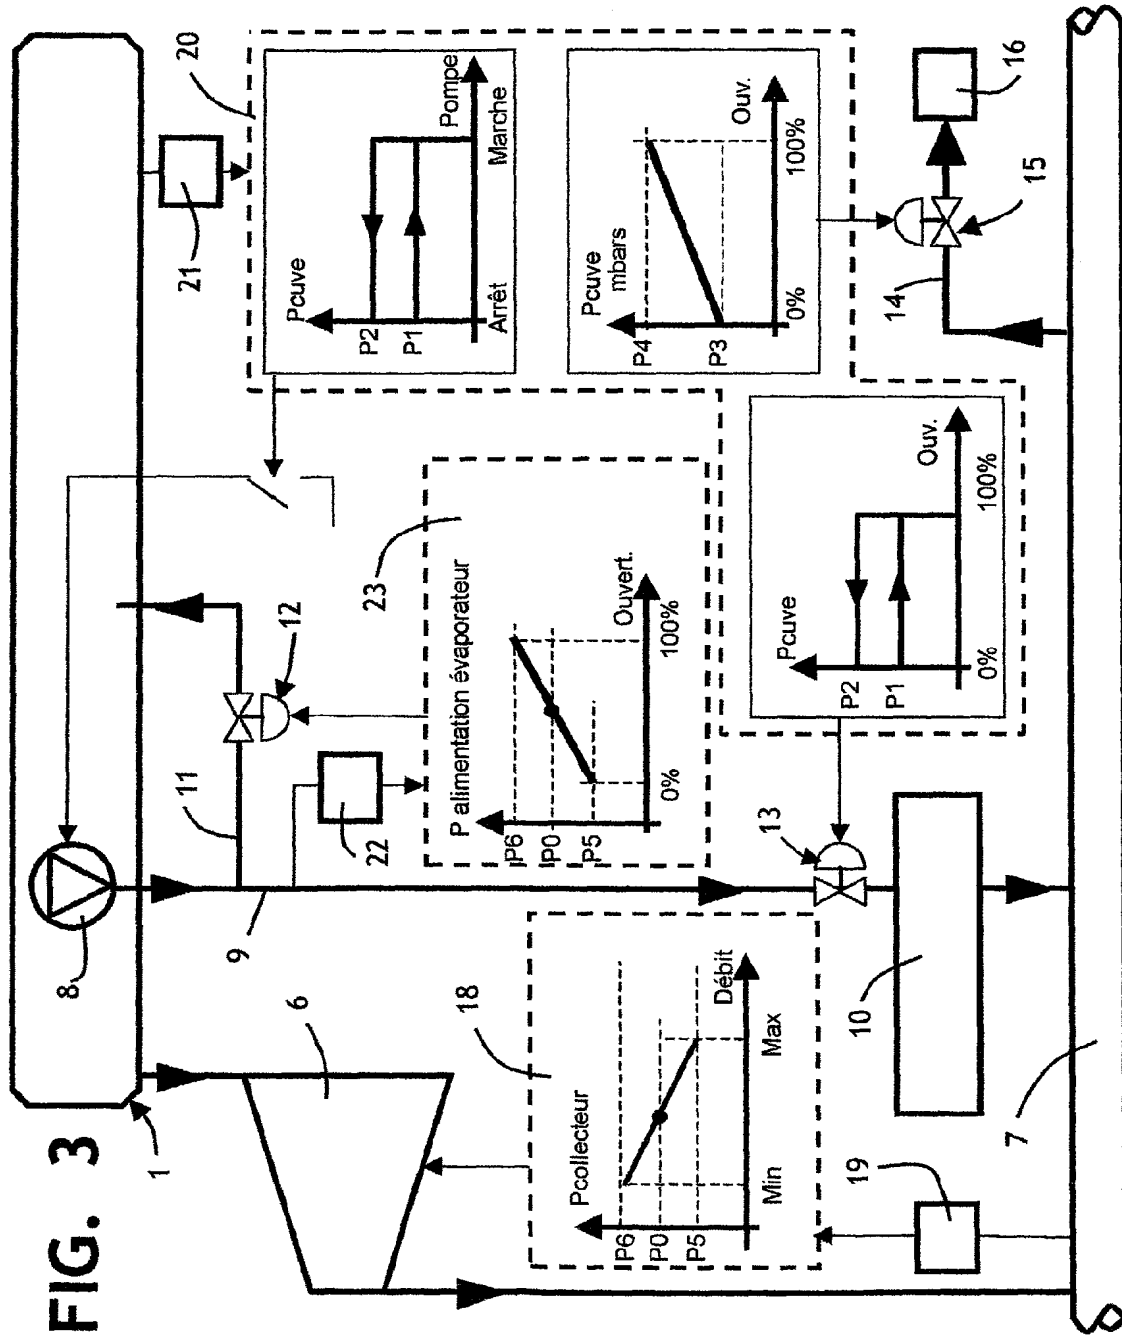 FIG. 3
1
6
8
9
11
12
22
23
21
20
P alimentation évaporateur
P6
P0
P5
0%
100%
Ouvert.
Pcuve
P2
P1
Arrêt
Marche
Pompe
Pcuve
mbars
P4
P3
0%
100%
Ouv.
18
Pcollecteur
P6
P0
P5
Min
Max
Débit
13
Pcuve
P2
P1
0%
100%
Ouv.
14
15
16
19
10
7